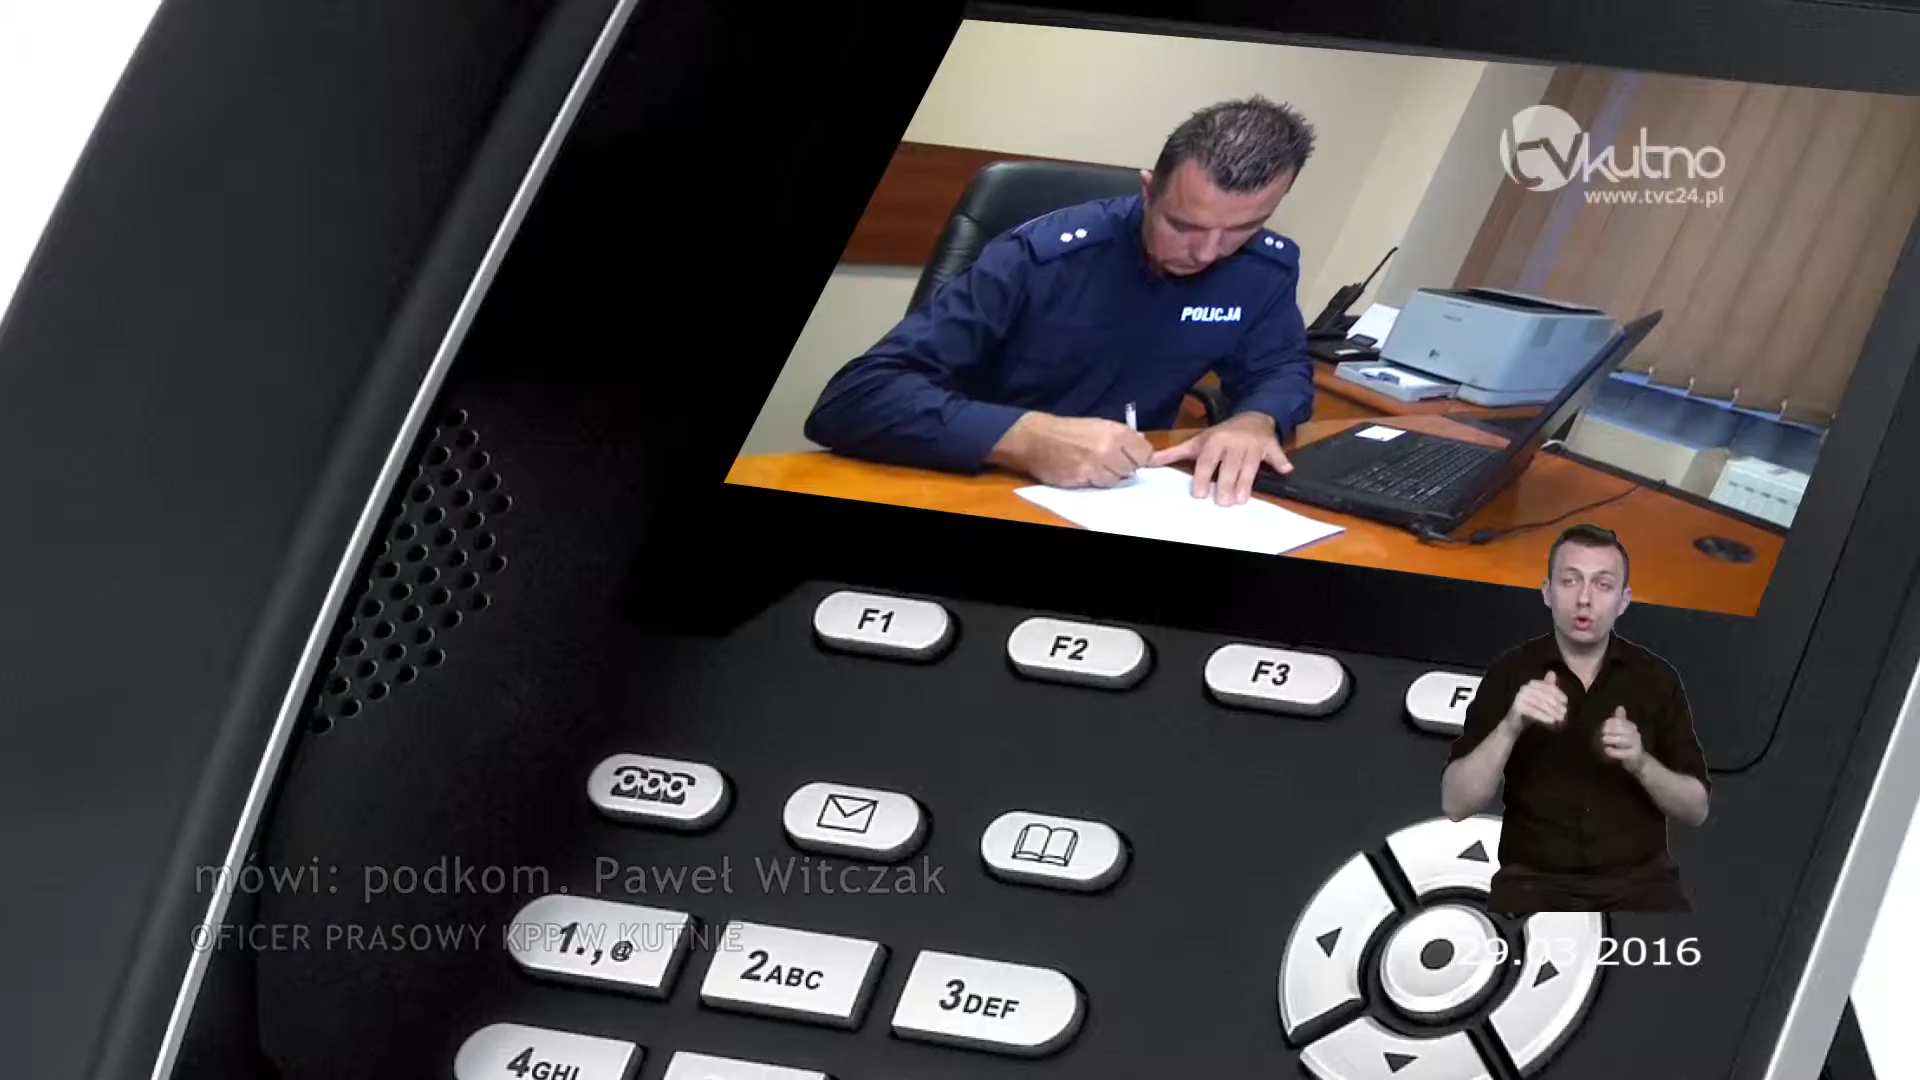 tvkutno
www.tvc24.pl
POLICJA
F1
F2
F3
F
mówi: podkom. Paweł Witczak
OFICER PRASOWY KPP W KUTNIE
1.,@
2ABC
3DEF
29.03.2016
4GHI